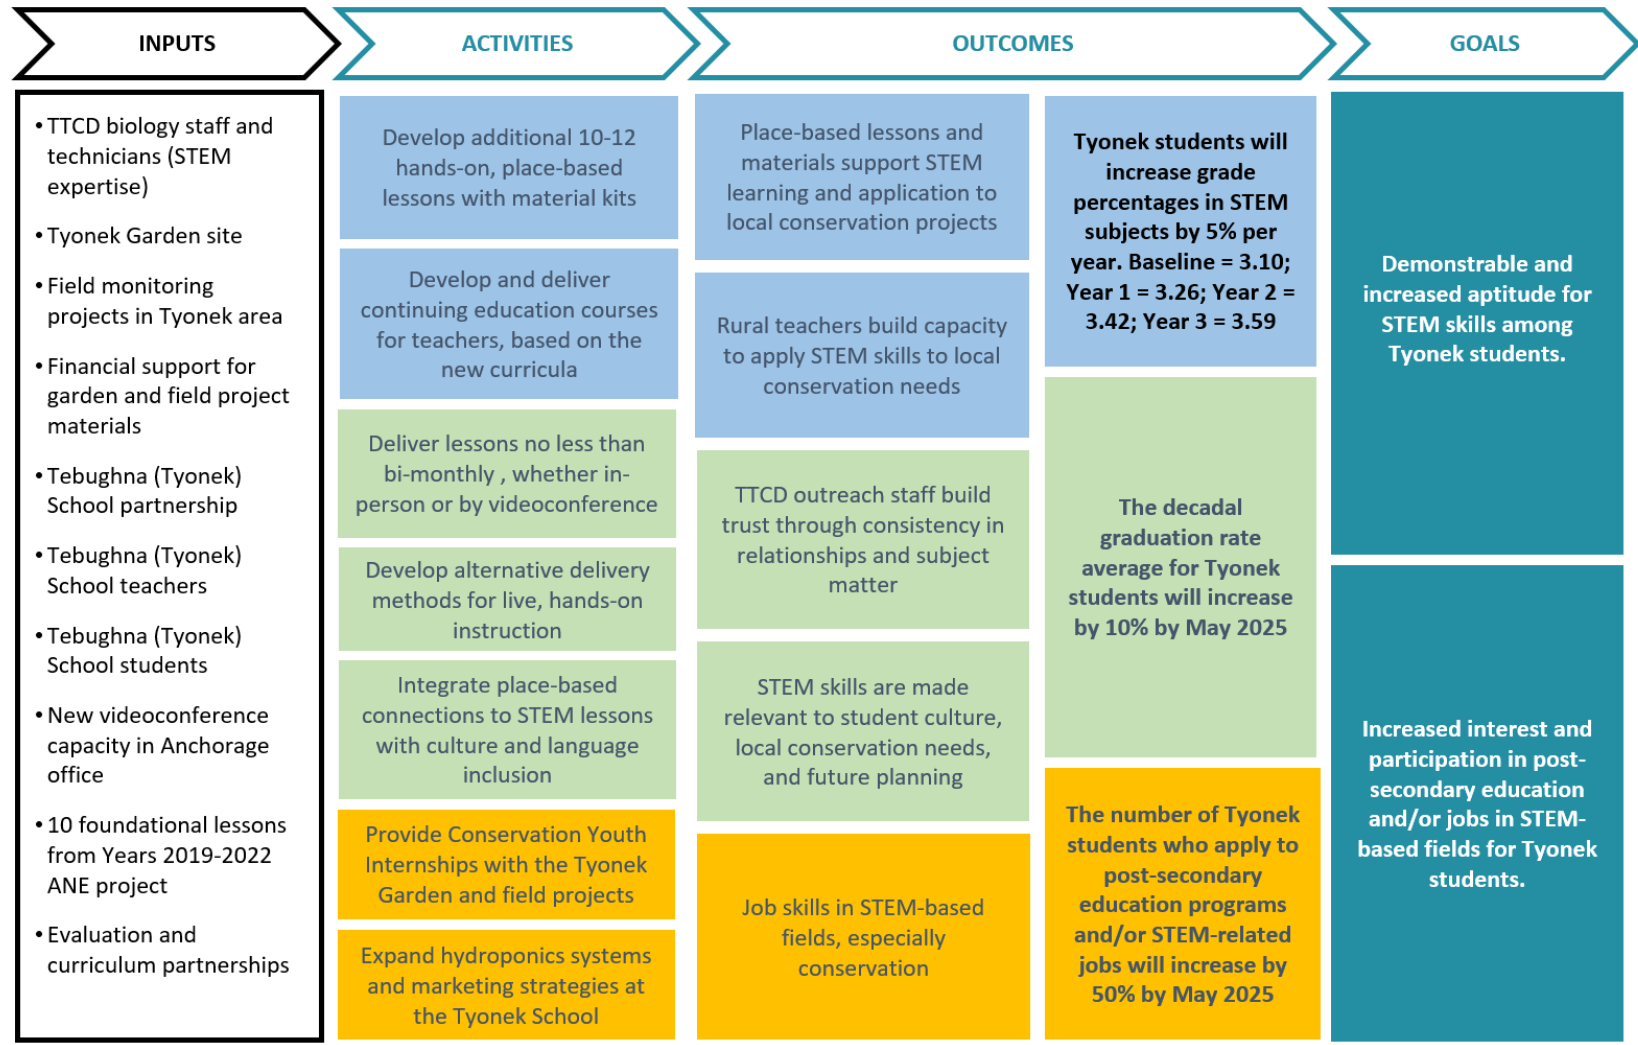 INPUTS
ACTIVITIES
OUTCOMES
GOALS
• TTCD biology staff and
technicians (STEM
expertise)
• Tyonek Garden site
• Field monitoring
projects in Tyonek area
• Financial support for
garden and field project
materials
• Tebughna (Tyonek)
School partnership
• Tebughna (Tyonek)
School teachers
• Tebughna (Tyonek)
School students
• New videoconference
capacity in Anchorage
office
• 10 foundational lessons
from Years 2019-2022
ANE project
• Evaluation and
curriculum partnerships
Develop additional 10-12
hands-on, place-based
lessons with material kits
Develop and deliver
continuing education courses
for teachers, based on the
new curricula
Deliver lessons no less than
bi-monthly , whether in-
person or by videoconference
Develop alternative delivery
methods for live, hands-on
instruction
Integrate place-based
connections to STEM lessons
with culture and language
inclusion
Provide Conservation Youth
Internships with the Tyonek
Garden and field projects
Expand hydroponics systems
and marketing strategies at
the Tyonek School
Place-based lessons and
materials support STEM
learning and application to
local conservation projects
Rural teachers build capacity
to apply STEM skills to local
conservation needs
TTCD outreach staff build
trust through consistency in
relationships and subject
matter
STEM skills are made
relevant to student culture,
local conservation needs,
and future planning
Job skills in STEM-based
fields, especially
conservation
Tyonek students will
increase grade
percentages in STEM
subjects by 5% per
year. Baseline = 3.10;
Year 1 = 3.26; Year 2 =
3.42; Year 3 = 3.59
The decadal
graduation rate
average for Tyonek
students will increase
by 10% by May 2025
The number of Tyonek
students who apply to
post-secondary
education programs
and/or STEM-related
jobs will increase by
50% by May 2025
Demonstrable and
increased aptitude for
STEM skills among
Tyonek students.
Increased interest and
participation in post-
secondary education
and/or jobs in STEM-
based fields for Tyonek
students.